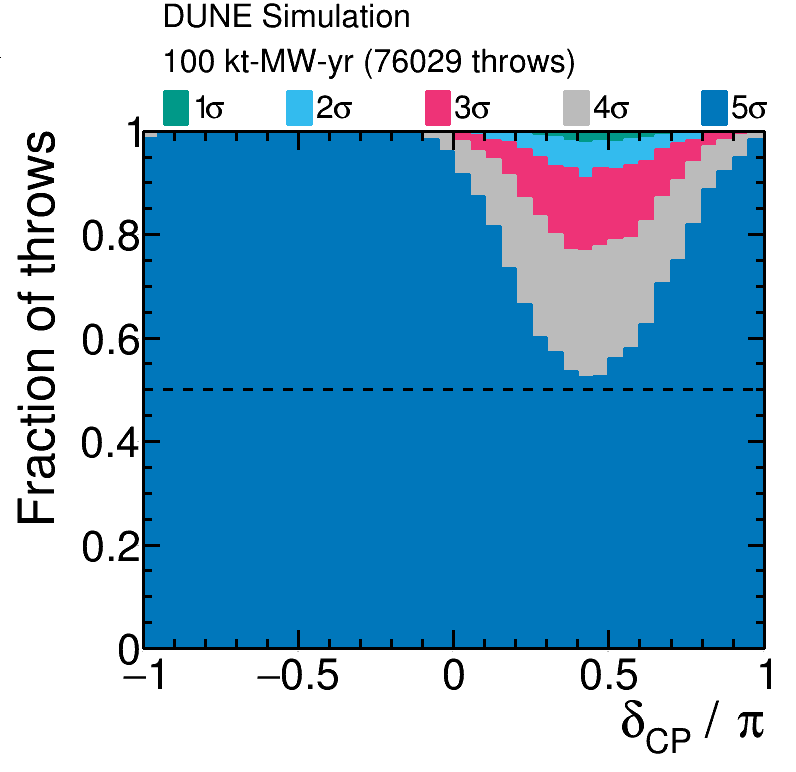 DUNE Simulation
100 kt-MW-yr (76029 throws)
1σ 2σ 3σ 4σ 5σ
Fraction of throws
1
0.8
0.6
0.4
0.2
0
−1 −0.5 0 0.5 1
δCP / π